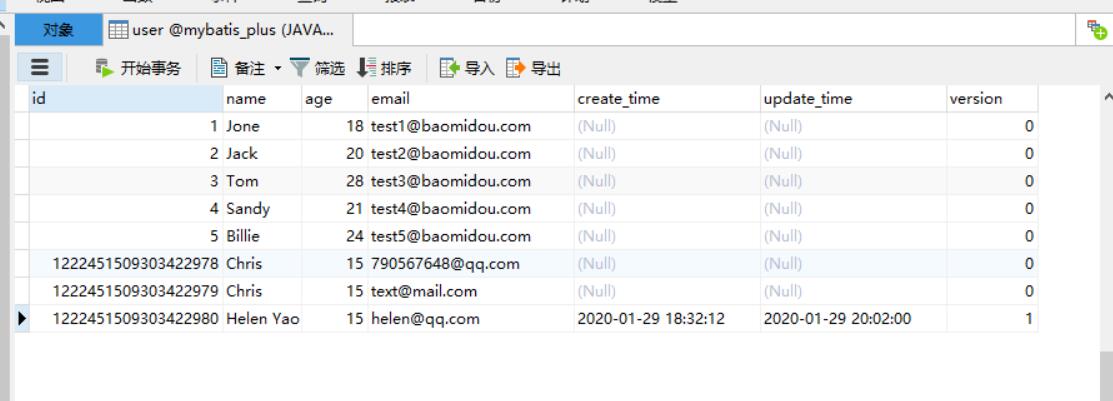 对象 user @mybatis_plus (JAVA...
开始事务 备注 筛选 排序 导入 导出
id name age email create_time update_time version
1 Jone 18 test1@baomidou.com (Null) (Null) 0
2 Jack 20 test2@baomidou.com (Null) (Null) 0
3 Tom 28 test3@baomidou.com (Null) (Null) 0
4 Sandy 21 test4@baomidou.com (Null) (Null) 0
5 Billie 24 test5@baomidou.com (Null) (Null) 0
1222451509303422978 Chris 15 790567648@qq.com (Null) (Null) 0
1222451509303422979 Chris 15 text@mail.com (Null) (Null) 0
1222451509303422980 Helen Yao 15 helen@qq.com 2020-01-29 18:32:12 2020-01-29 20:02:00 1